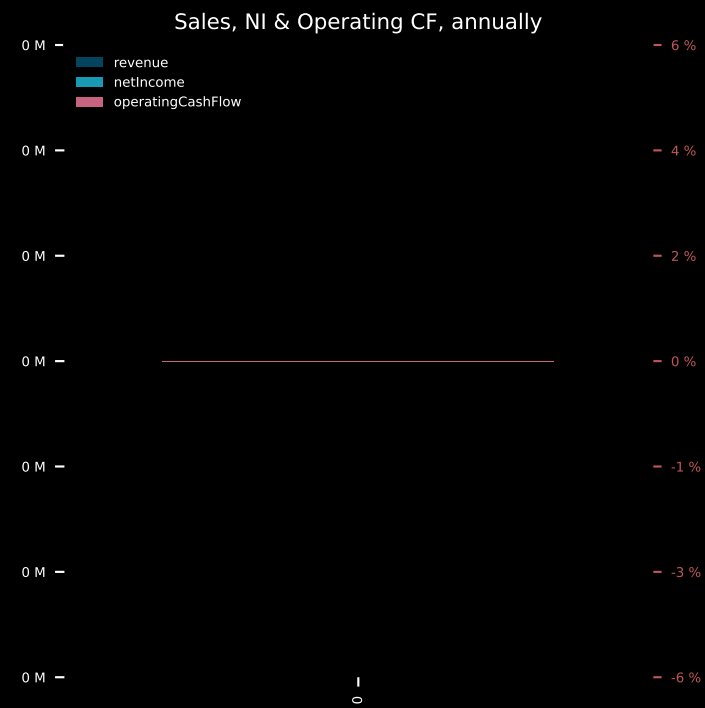 Sales, NI & Operating CF, annually
revenue
netIncome
operatingCashFlow
0 M
0 M
0 M
0 M
0 M
0 M
0 M
6 %
4 %
2 %
0 %
-1 %
-3 %
-6 %
0